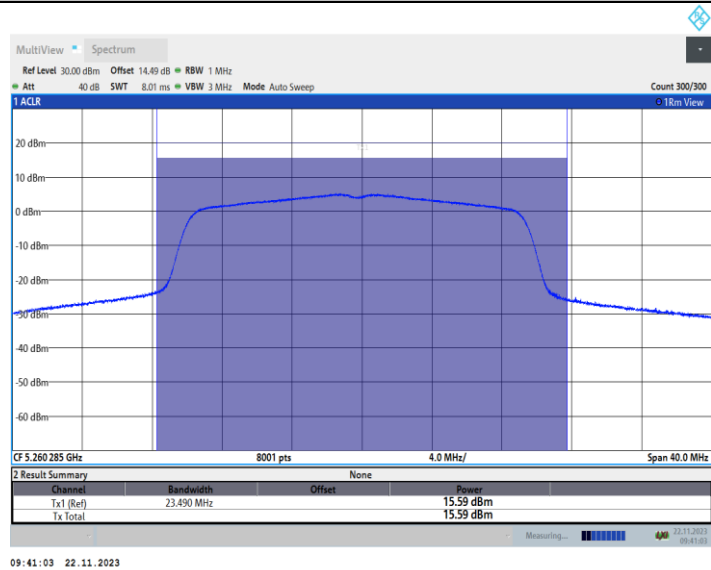 R S
MultiView Spectrum
Ref Level 30.00 dBm Offset 14.49 dB RBW 1 MHz
Att 40 dB SWT 8.01 ms VBW 3 MHz Mode Auto Sweep Count 300/300
1 ACLR 1Rm View
20 dBm
10 dBm
0 dBm
-10 dBm
-20 dBm
-30 dBm
-40 dBm
-50 dBm
-60 dBm
CF 5.260 285 GHz 8001 pts 4.0 MHz/ Span 40.0 MHz
2 Result Summary None
Channel Bandwidth Offset Power
Tx1 (Ref) 23.490 MHz 15.59 dBm
Tx Total 15.59 dBm
Measuring... 22.11.2023
09:41:03
09:41:03 22.11.2023